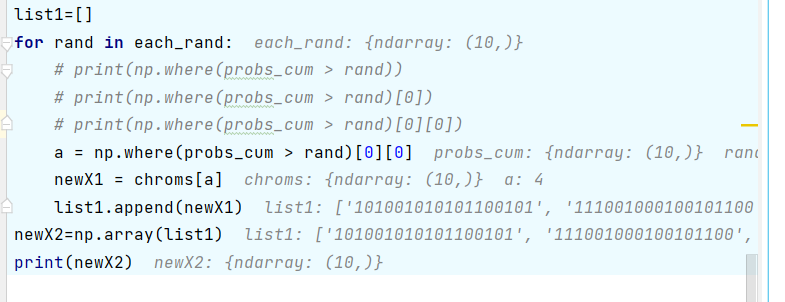 list1=[]
for rand in each_rand:  each_rand: {ndarray: (10,)}
    # print(np.where(probs_cum > rand))
    # print(np.where(probs_cum > rand)[0])
    # print(np.where(probs_cum > rand)[0][0])
    a = np.where(probs_cum > rand)[0][0]  probs_cum: {ndarray: (10,)}  rand
    newX1 = chroms[a]  chroms: {ndarray: (10,)}  a: 4
    list1.append(newX1)  list1: ['101001010101100101', '111001000100101100
newX2=np.array(list1)  list1: ['101001010101100101', '111001000100101100',
print(newX2)  newX2: {ndarray: (10,)}